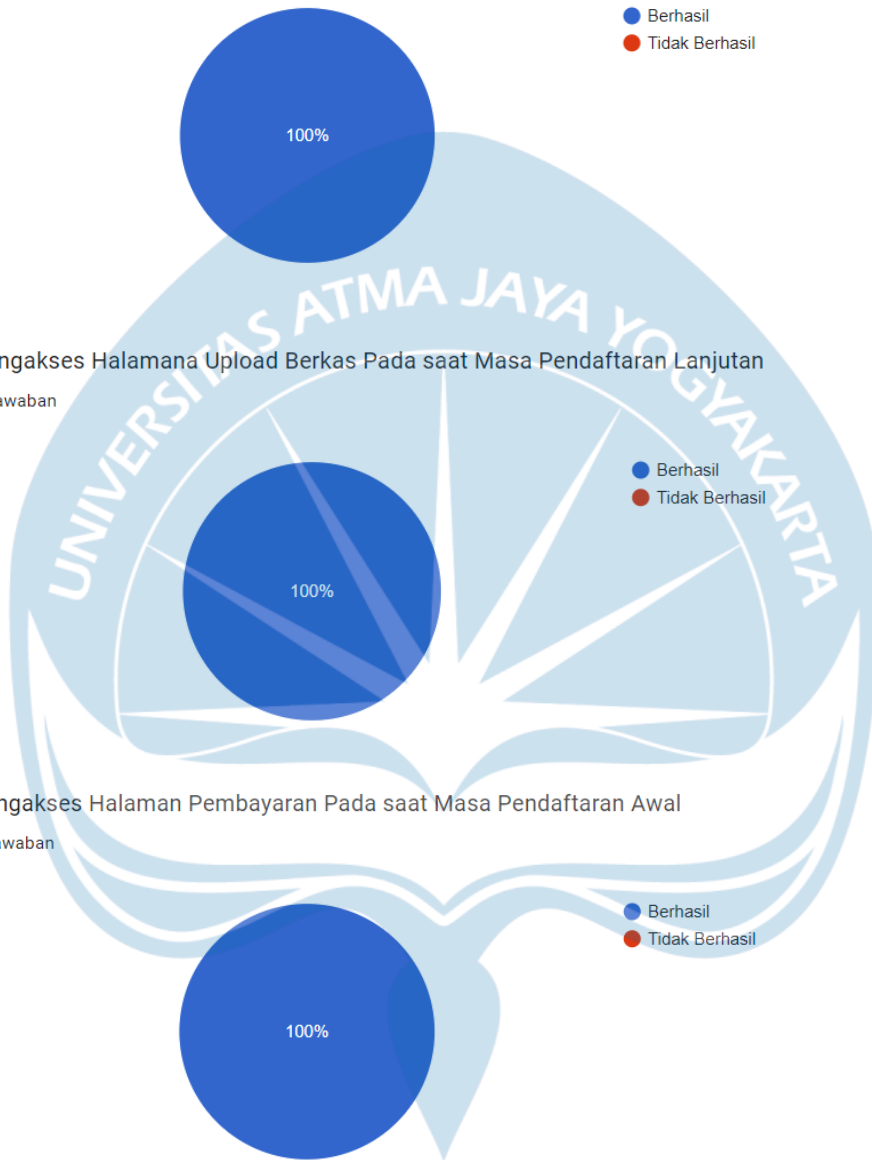 Berhasil
Tidak Berhasil
100%
UNIVERSITAS ATMA JAYA YOGYAKARTA
ngakses Halamana Upload Berkas Pada saat Masa Pendaftaran Lanjutan
awaban
Berhasil
Tidak Berhasil
100%
ngakses Halaman Pembayaran Pada saat Masa Pendaftaran Awal
awaban
Berhasil
Tidak Berhasil
100%